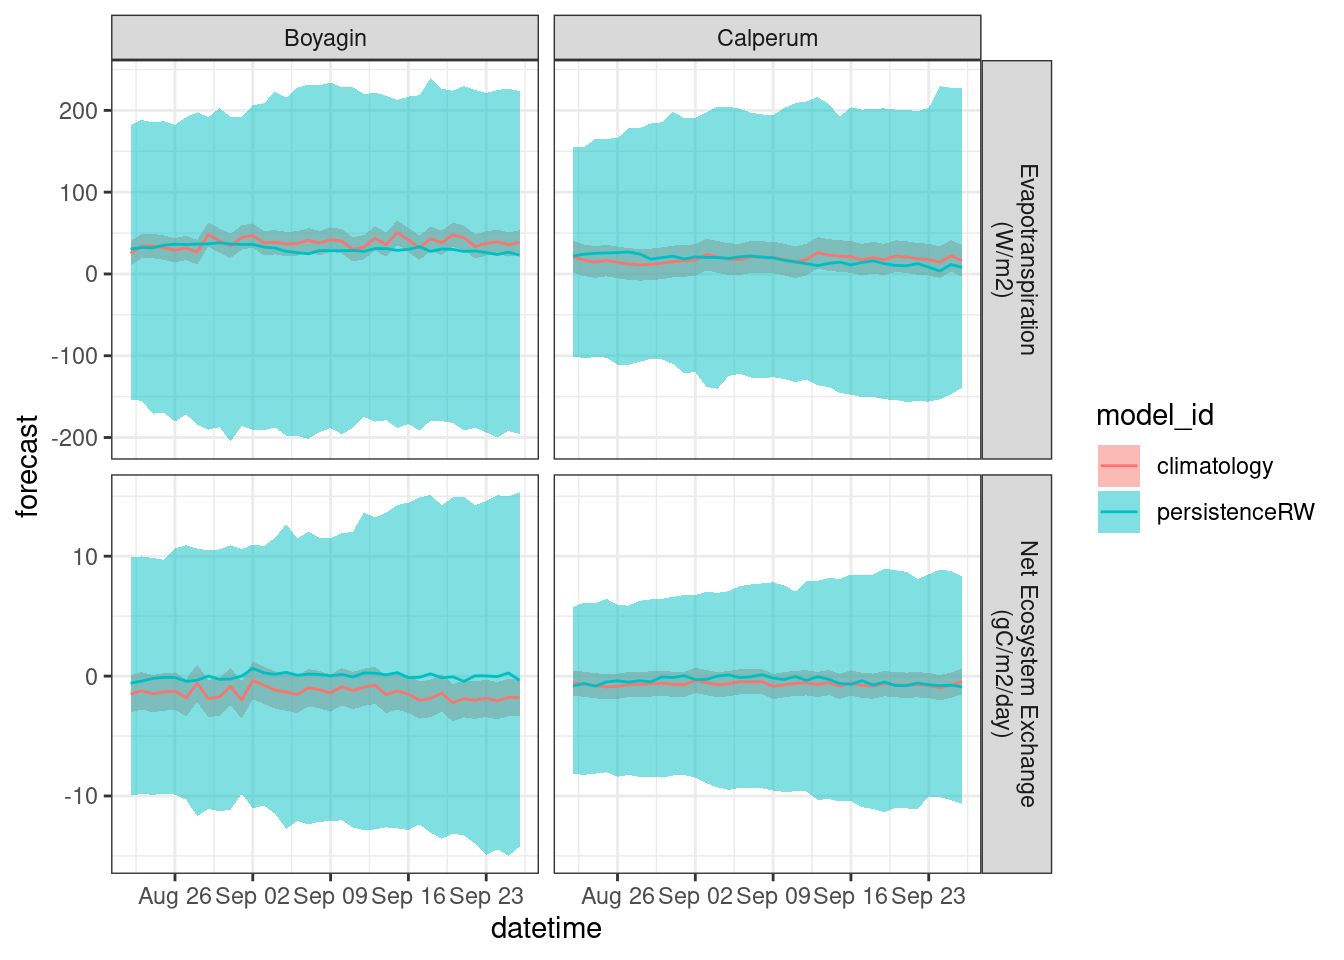 Boyagin
Calperum
200
100
0
-100
-200
Evapotranspiration
(W/m2)
10
0
-10
Net Ecosystem Exchange
(gC/m2/day)
forecast
Aug 26 Sep 02 Sep 09 Sep 16 Sep 23
Aug 26 Sep 02 Sep 09 Sep 16 Sep 23
datetime
model_id
climatology
persistenceRW